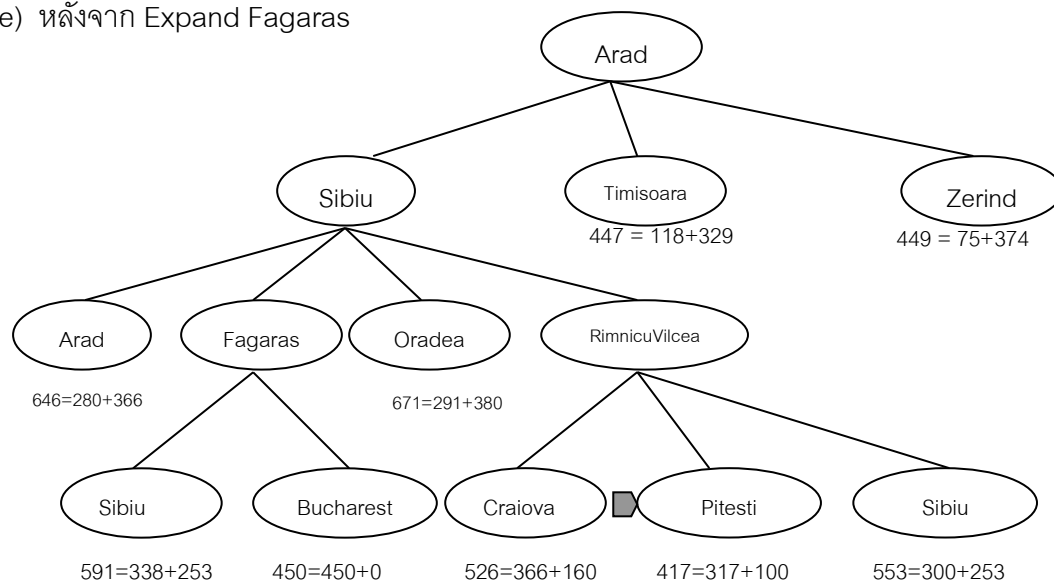 e) หลังจาก Expand Fagaras
Arad
Sibiu
Timisoara
Zerind
447 = 118+329
449 = 75+374
Arad
Fagaras
Oradea
RimnicuVilcea
646=280+366
671=291+380
Sibiu
Bucharest
Craiova
Pitesti
Sibiu
591=338+253
450=450+0
526=366+160
417=317+100
553=300+253